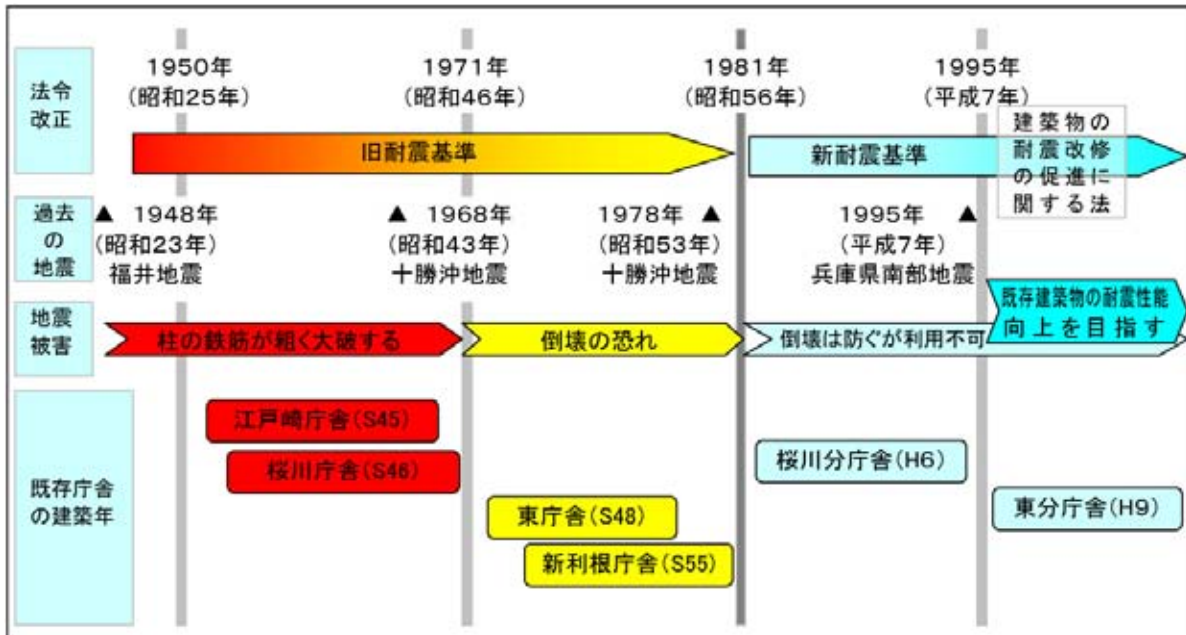 法令
改正
1950年
(昭和25年)
1971年
(昭和46年)
1981年
(昭和56年)
1995年
(平成7年)
旧耐震基準
新耐震基準
建築物の
耐震改修
の促進に
関する法
過去
の
地震
▲ 1948年
(昭和23年)
福井地震
▲ 1968年
(昭和43年)
十勝沖地震
1978年 ▲
(昭和53年)
十勝沖地震
1995年 ▲
(平成7年)
兵庫県南部地震
地震
被害
柱の鉄筋が粗く大破する
倒壊の恐れ
倒壊は防ぐが利用不可
既存建築物の耐震性能
向上を目指す
既存庁舎
の建築年
江戸崎庁舎(S45)
桜川庁舎(S46)
東庁舎(S48)
新利根庁舎(S55)
桜川分庁舎(H6)
東分庁舎(H9)